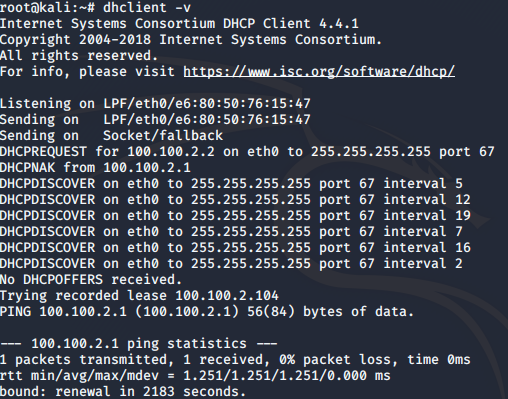 root@kali:~# dhclient -v
Internet Systems Consortium DHCP Client 4.4.1
Copyright 2004-2018 Internet Systems Consortium.
All rights reserved.
For info, please visit https://www.isc.org/software/dhcp/
Listening on LPF/eth0/e6:80:50:76:15:47
Sending on   LPF/eth0/e6:80:50:76:15:47
Sending on   Socket/fallback
DHCPREQUEST for 100.100.2.2 on eth0 to 255.255.255.255 port 67
DHCPNAK from 100.100.2.1
DHCPDISCOVER on eth0 to 255.255.255.255 port 67 interval 5
DHCPDISCOVER on eth0 to 255.255.255.255 port 67 interval 12
DHCPDISCOVER on eth0 to 255.255.255.255 port 67 interval 19
DHCPDISCOVER on eth0 to 255.255.255.255 port 67 interval 7
DHCPDISCOVER on eth0 to 255.255.255.255 port 67 interval 16
DHCPDISCOVER on eth0 to 255.255.255.255 port 67 interval 2
No DHCPOFFERS received.
Trying recorded lease 100.100.2.104
PING 100.100.2.1 (100.100.2.1) 56(84) bytes of data.
--- 100.100.2.1 ping statistics ---
1 packets transmitted, 1 received, 0% packet loss, time 0ms
rtt min/avg/max/mdev = 1.251/1.251/1.251/0.000 ms
bound: renewal in 2183 seconds.